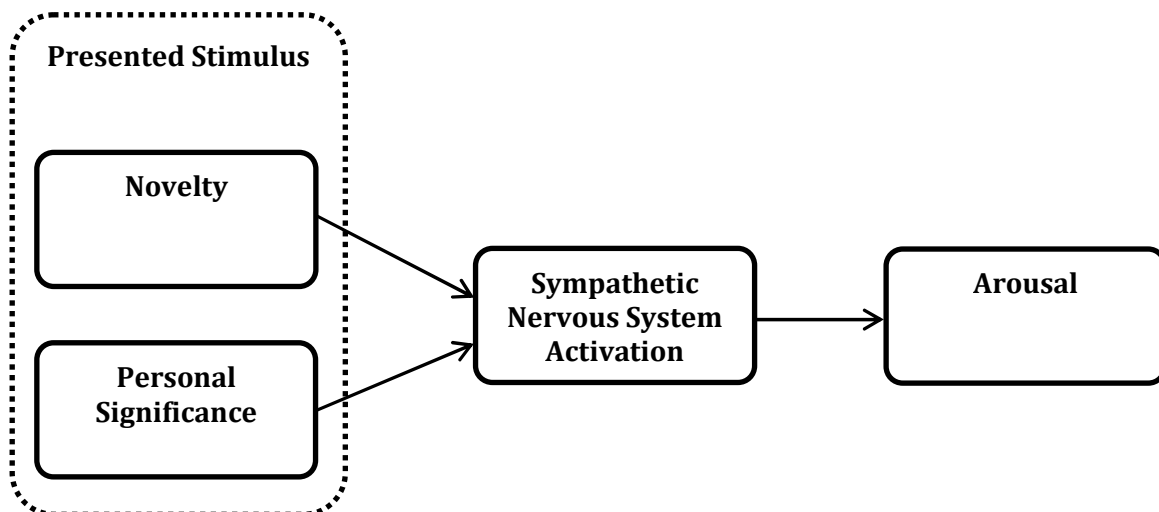 Presented Stimulus
Novelty
Personal
Significance
Sympathetic
Nervous System
Activation
Arousal